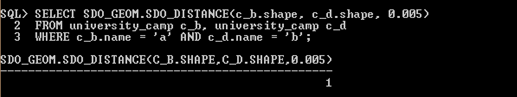 SQL> SELECT SDO_GEOM.SDO_DISTANCE(c_b.shape, c_d.shape, 0.005)
  2  FROM university_camp c_b, university_camp c_d
  3  WHERE c_b.name = 'a' AND c_d.name = 'b';
SDO_GEOM.SDO_DISTANCE(C_B.SHAPE,C_D.SHAPE,0.005)
------------------------------------------------
1